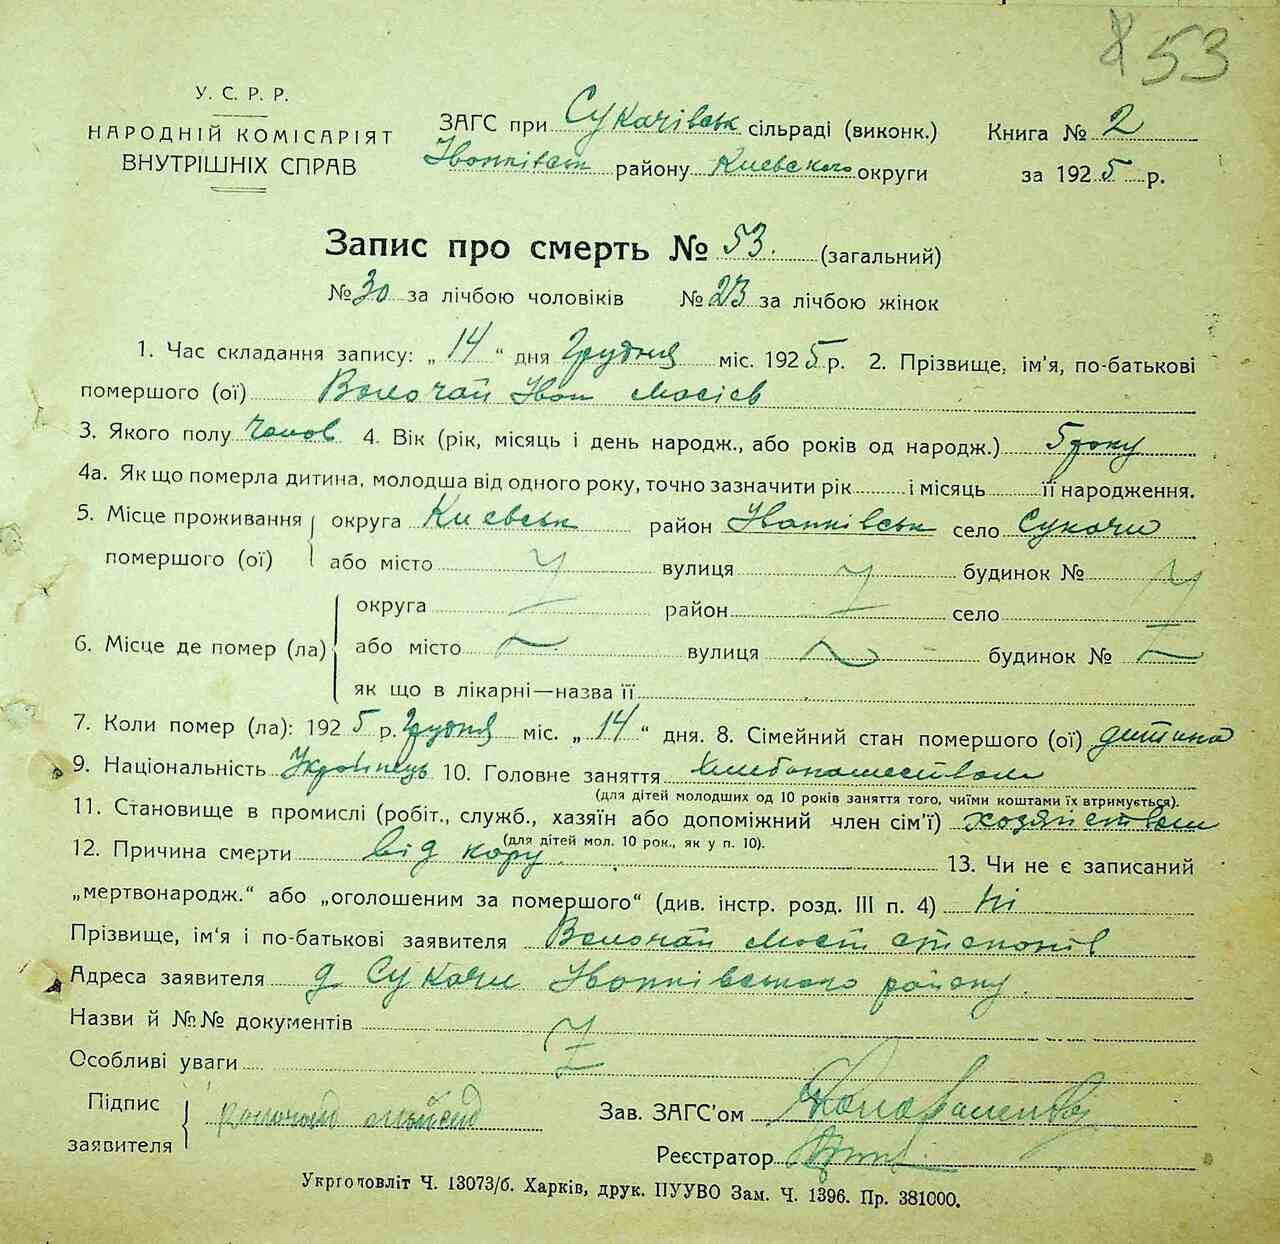 53
У. С. Р. Р.
НАРОДНІЙ КОМІСАРІЯТ
ВНУТРІШНІХ СПРАВ
ЗАГС при Сукачівськ сільраді (виконк.)
Іванківськ району Киевского округи
Книга № 2
за 1925 р.
Запис про смерть № 53. (загальний)
№ 30 за лічбою чоловіків № 23 за лічбою жінок
1. Час складання запису: „ 14 “ дня Грудня міс. 1925 р. 2. Прізвище, ім'я, по-батькові
помершого (ої) Волочай Іван Мосієв
3. Якого полу чолов 4. Вік (рік, місяць і день народж., або років од народж.) 5 року
4а. Як що померла дитина, молодша від одного року, точно зазначити рік і місяць її народження.
5. Місце проживання помершого (ої) округа Киевськ район Іванківськ село Сукачи
або місто вулиця будинок №
6. Місце де помер (ла) округа район село
або місто вулиця будинок №
як що в лікарні—назва її
7. Коли помер (ла): 1925 р. Грудня міс. „ 14 “ дня. 8. Сімейний стан помершого (ої) дитина
9. Національність Українець 10. Головне заняття хлібопашеством
(для дітей молодших од 10 років заняття того, чиїми коштами їх втримується).
11. Становище в промислі (робіт., служб., хазяїн або допоміжний член сім'ї) хозяйством
(для дітей мол. 10 рок., як у п. 10).
12. Причина смерти від кору 13. Чи не є записаний
„мертвонародж.“ або „оголошеним за помершого“ (див. інстр. розд. III п. 4) Ні
Прізвище, ім'я і по-батькові заявителя Волочай
Адреса заявителя д Сукачи Іванківського району
Назви й №№ документів
Особливі уваги
Підпис заявителя
Зав. ЗАГС'ом
Реєстратор
Укрголовліт Ч. 13073/б. Харків, друк. ПУУВО Зам. Ч. 1396. Пр. 381000.